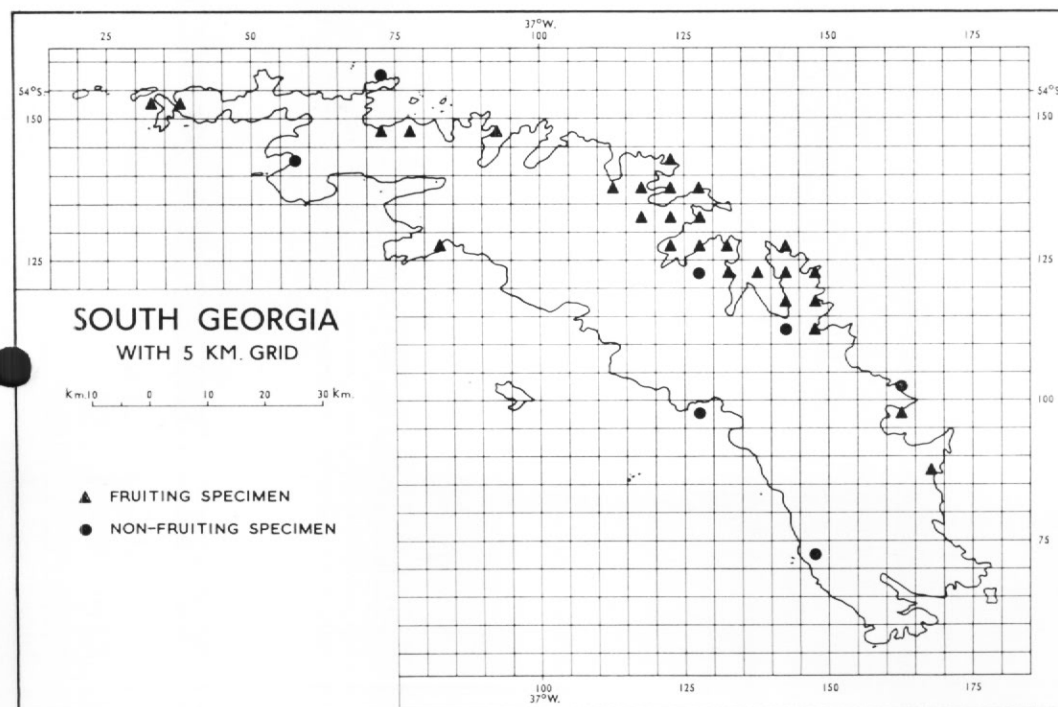 37°W.
25 50 75 100 125 150 175
54°S. 54°S.
150 150
125 125
SOUTH GEORGIA
WITH 5 KM. GRID
Km.10 0 10 20 30 Km.
100
▲ FRUITING SPECIMEN
● NON-FRUITING SPECIMEN
75
100 125 150 175
37°W.